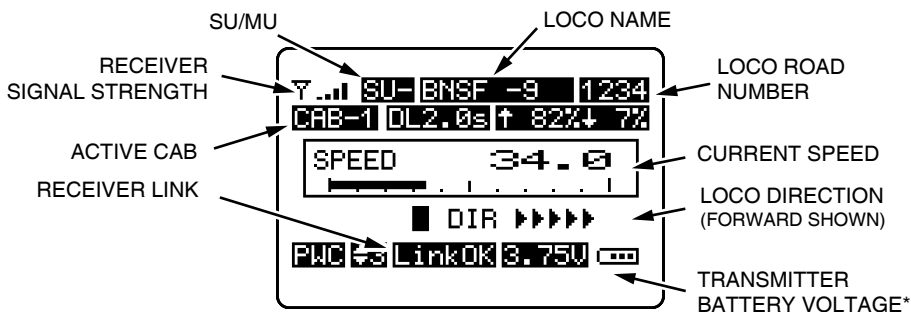 SU/MU
LOCO NAME
RECEIVER
SIGNAL STRENGTH
SU- BNSF -9 1234
LOCO ROAD
NUMBER
CAB-1 DL2.0s ↑ 82%↓ 7%
ACTIVE CAB
SPEED 34.0
CURRENT SPEED
RECEIVER LINK
DIR
LOCO DIRECTION
(FORWARD SHOWN)
PWC LinkOK 3.75V
TRANSMITTER
BATTERY VOLTAGE*